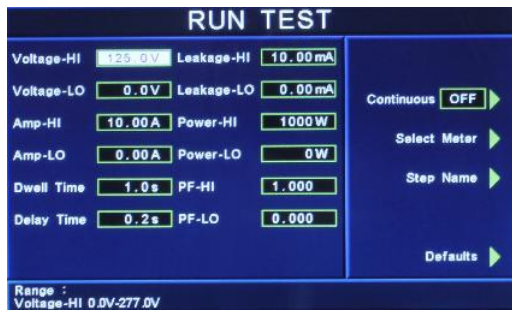 RUN TEST
Voltage-HI 125.0V Leakage-HI 10.00mA
Voltage-LO 0.0V Leakage-LO 0.00mA
Amp-HI 10.00A Power-HI 1000W
Amp-LO 0.00A Power-LO 0W
Dwell Time 1.0s PF-HI 1.000
Delay Time 0.2s PF-LO 0.000
Continuous OFF
Select Meter
Step Name
Defaults
Range :
Voltage-HI 0.0V-277.0V